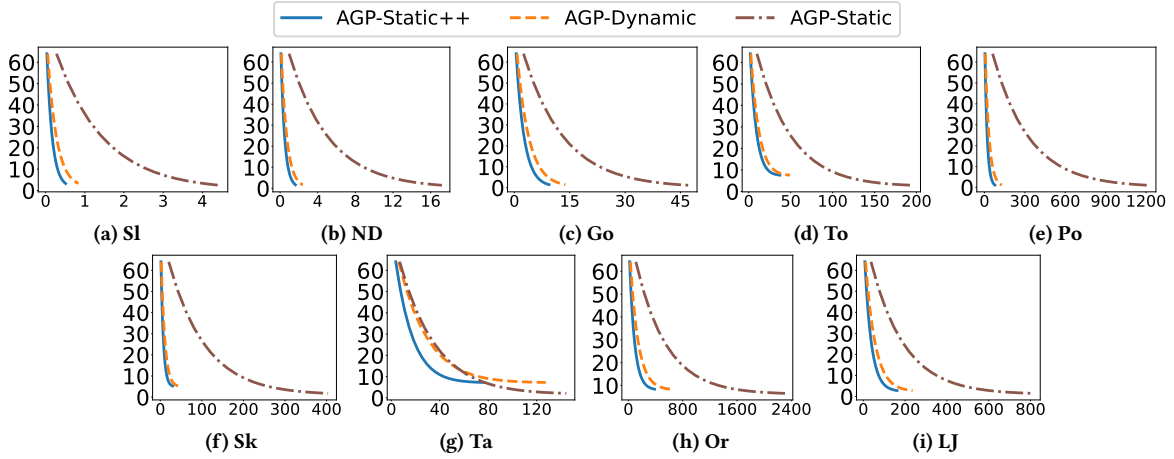 AGP-Static++ AGP-Dynamic AGP-Static
60 50 40 30 20 10 0
0 1 2 3 4
(a) Sl
60 50 40 30 20 10 0
0 4 8 12 16
(b) ND
60 50 40 30 20 10 0
0 15 30 45
(c) Go
60 50 40 30 20 10 0
0 50 100 150 200
(d) To
60 50 40 30 20 10 0
0 300 600 900 1200
(e) Po
60 50 40 30 20 10 0
0 100 200 300 400
(f) Sk
60 50 40 30 20 10 0
0 40 80 120
(g) Ta
60 50 40 30 20 10
0 800 1600 2400
(h) Or
60 50 40 30 20 10 0
0 200 400 600 800
(i) LJ